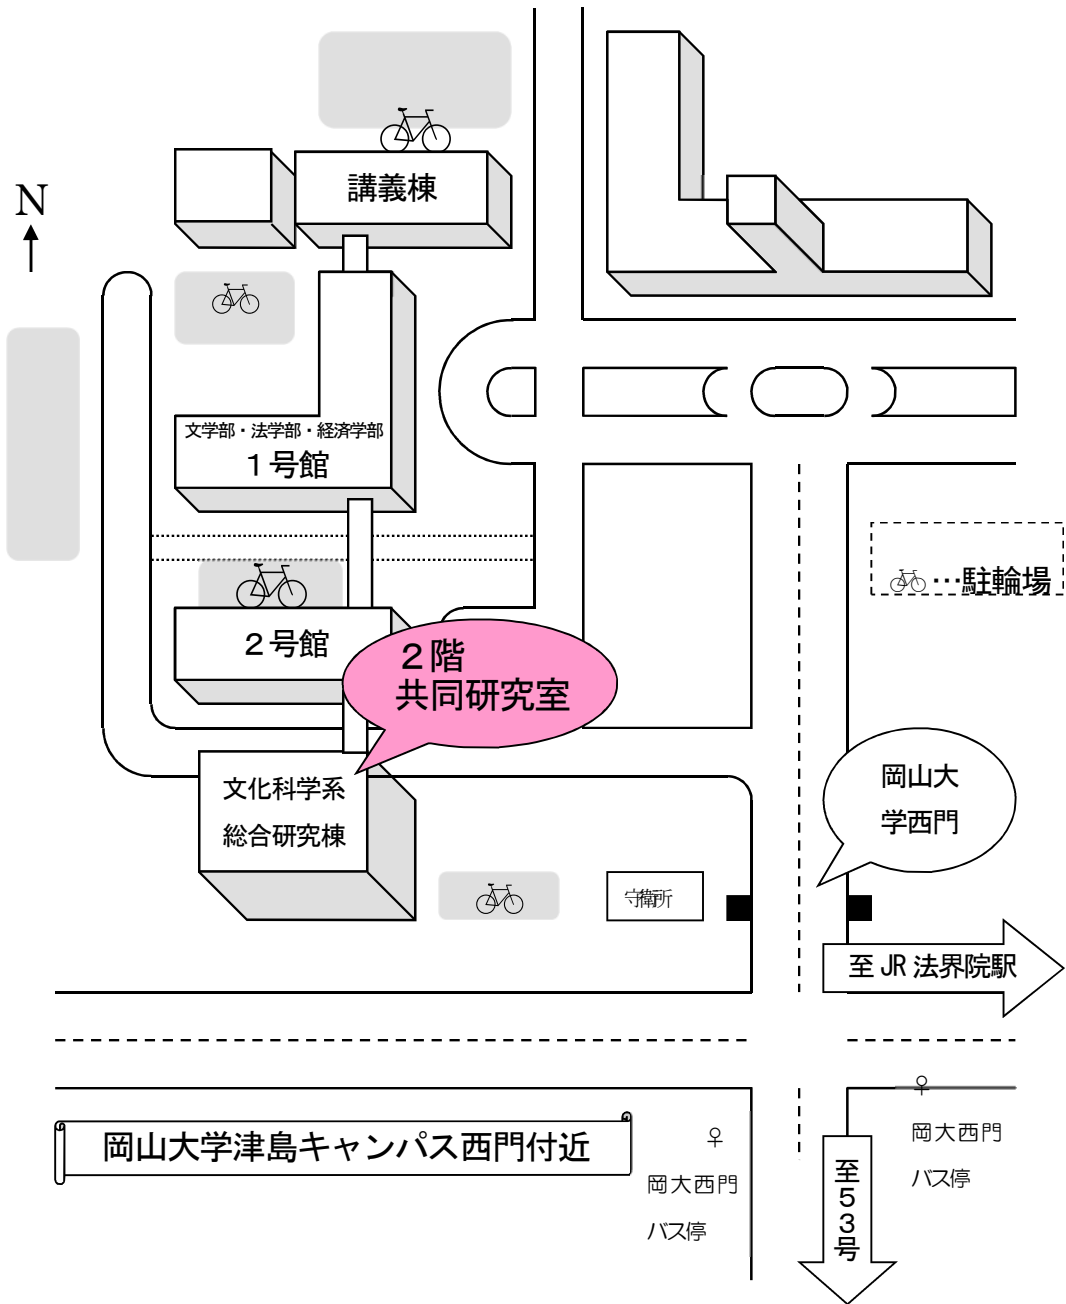 講義棟
N
文学部・法学部・経済学部
１号館
…駐輪場
２号館
２階
共同研究室
文化科学系
総合研究棟
岡山大
学西門
守衛所
至 JR 法界院駅
岡山大学津島キャンパス西門付近
岡大西門
バス停
至５３号
岡大西門
バス停